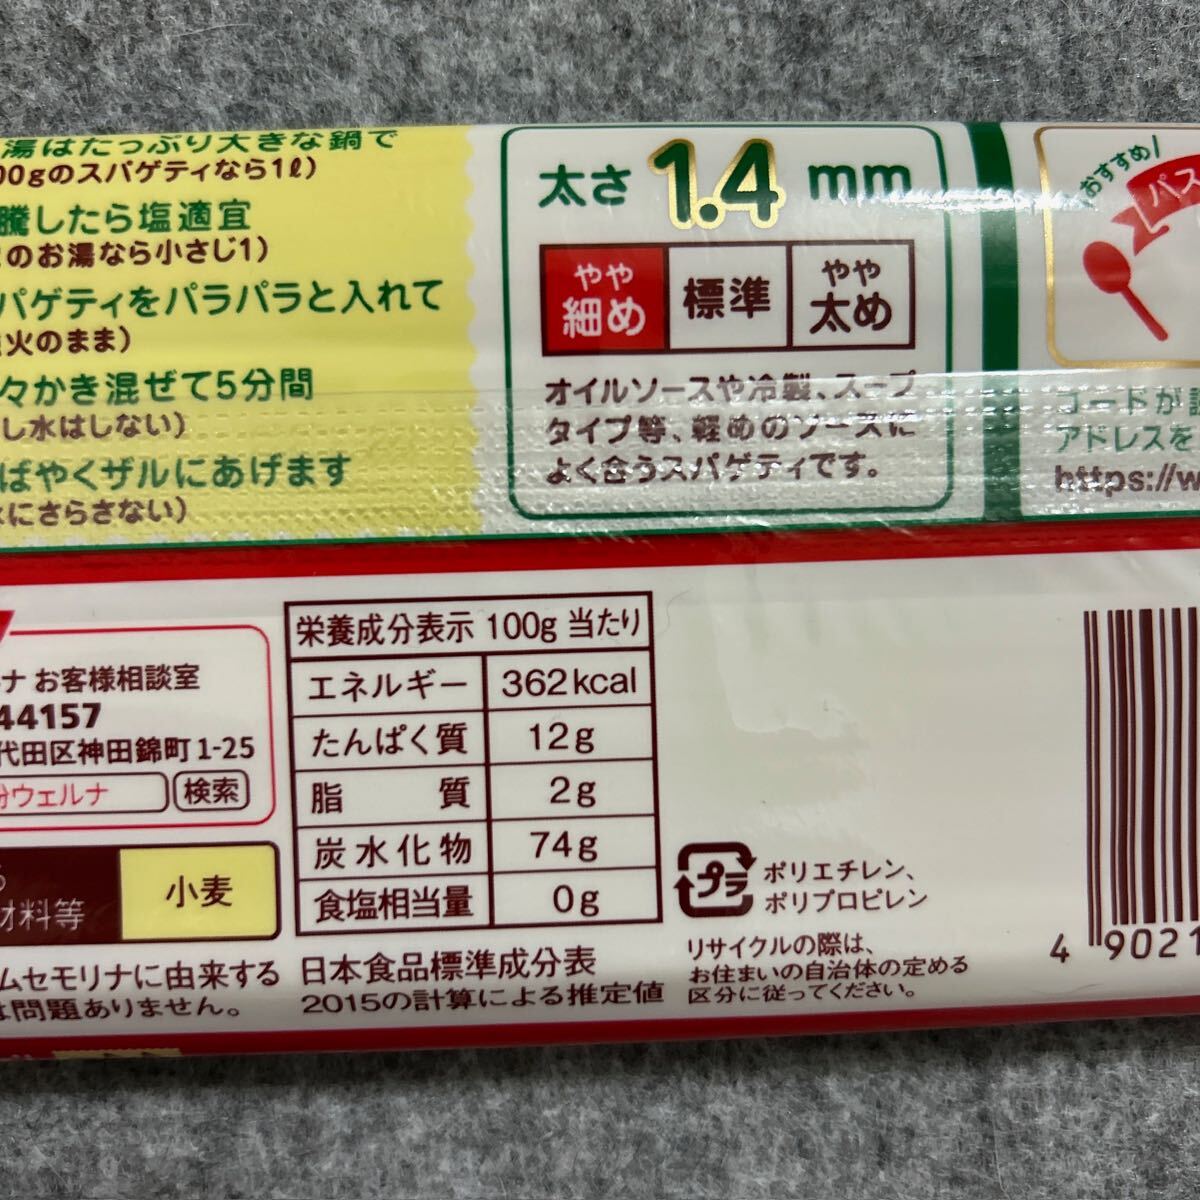 湯はたっぷり大きな鍋で
00gのスパゲティなら1ℓ)
騰したら塩適宜
のお湯なら小さじ1)
パゲティをパラパラと入れて
火のまま)
々かき混ぜて5分間
し水はしない)
ばやくザルにあげます
にさらさない)
太さ 1.4 mm
やや細め
標準
やや太め
オイルソースや冷製、スープ
タイプ等、軽めのソースに
よく合うスパゲティです。
おすすめ!
パス
コードが
アドレスを
https://w
ナ お客様相談室
44157
代田区神田錦町1-25
粉ウェルナ 検索
材料等
小麦
ムセモリナに由来する
は問題ありません。
栄養成分表示 100g 当たり
エネルギー 362kcal
たんぱく質 12g
脂質 2g
炭水化物 74g
食塩相当量 0g
日本食品標準成分表
2015の計算による推定値
プラ
ポリエチレン、
ポリプロピレン
リサイクルの際は、
お住まいの自治体の定める
区分に従ってください。
4 9021